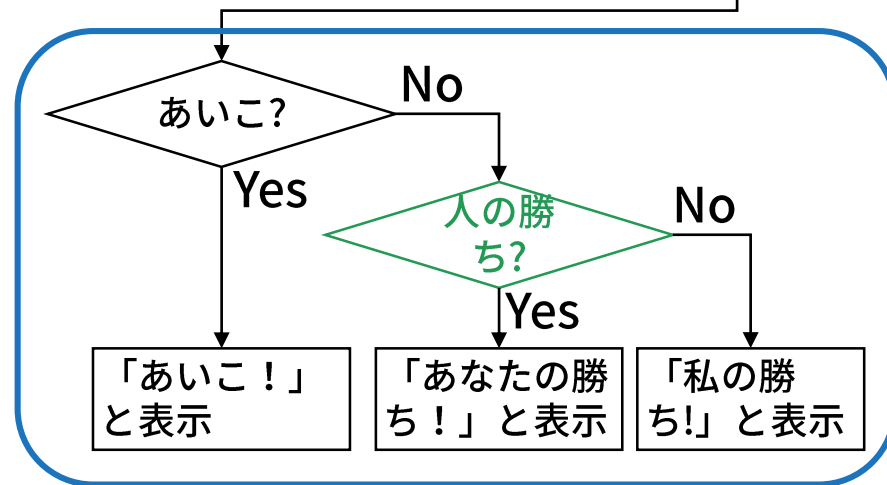 あいこ?
No
Yes
人の勝
ち?
No
Yes
「あいこ！」
と表示
「あなたの勝
ち！」と表示
「私の勝
ち!」と表示